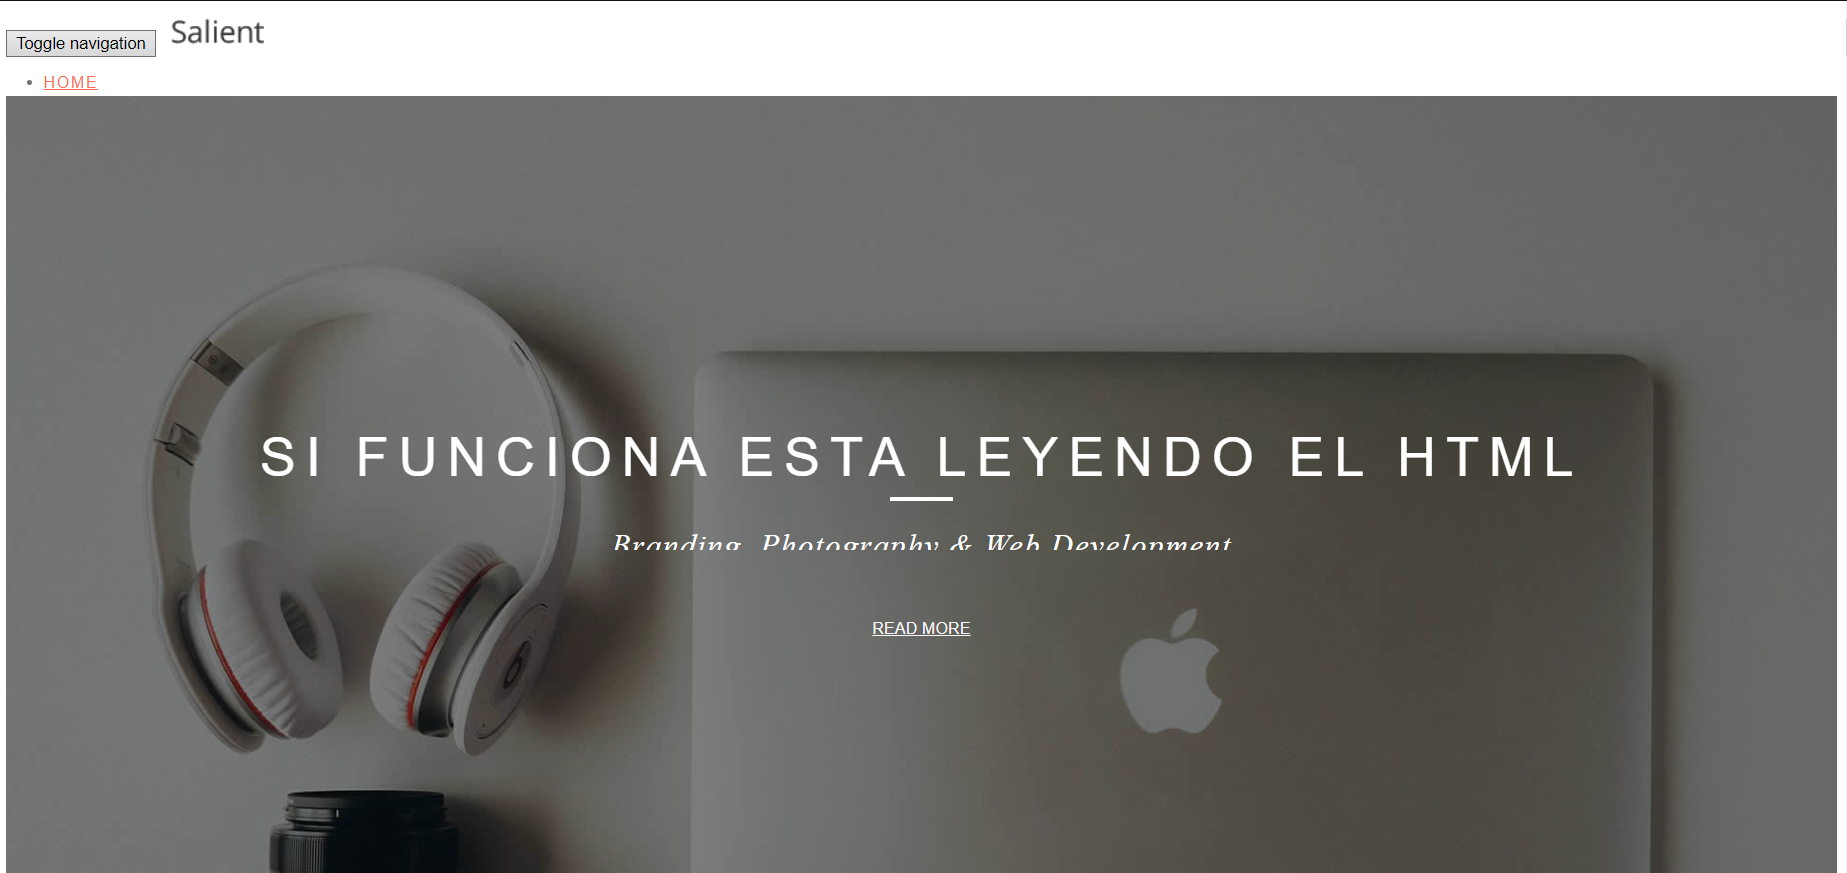 Salient
Toggle navigation
HOME
SI FUNCIONA ESTA LEYENDO EL HTML
Branding, Photography & Web Development
READ MORE